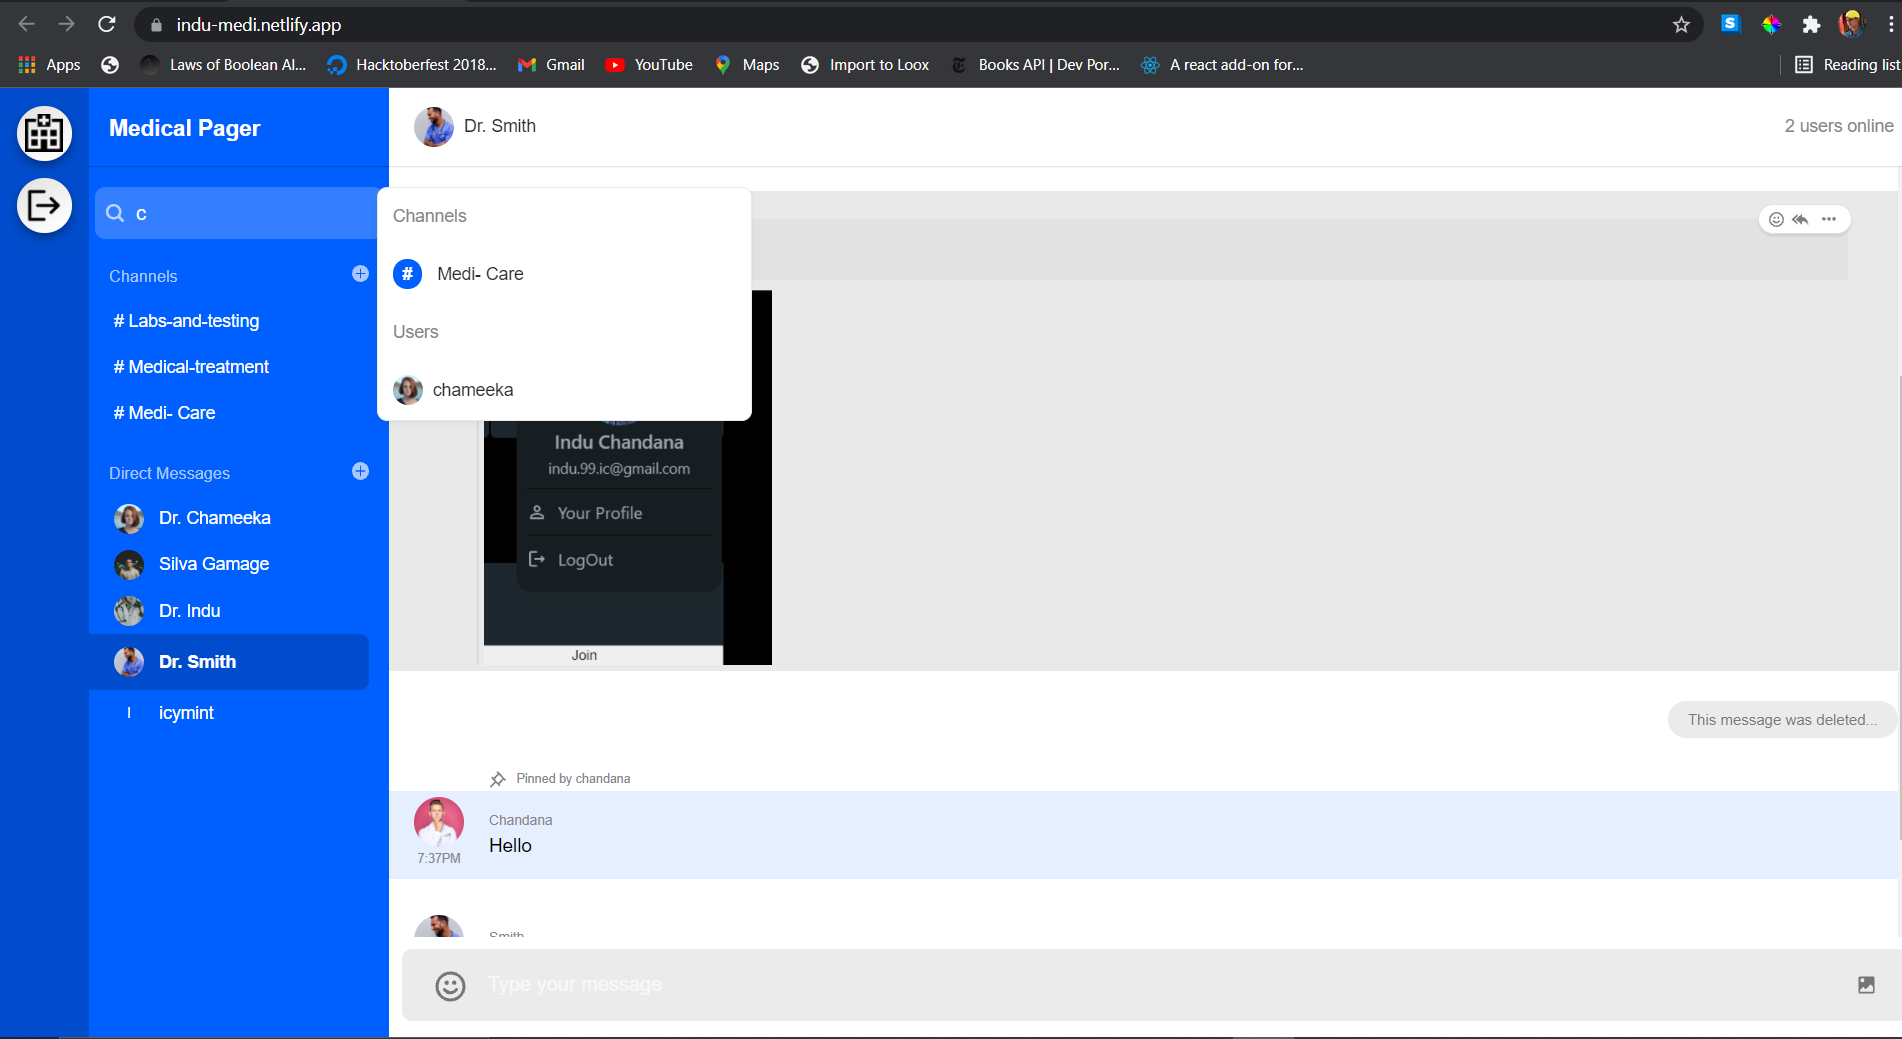 indu-medi.netlify.app
Apps
Laws of Boolean Al...
Hacktoberfest 2018...
Gmail
YouTube
Maps
Import to Loox
Books API | Dev Por...
A react add-on for...
Reading list
Medical Pager
c
Channels
# Labs-and-testing
# Medical-treatment
# Medi- Care
Direct Messages
Dr. Chameeka
Silva Gamage
Dr. Indu
Dr. Smith
I icymint
Dr. Smith
2 users online
Channels
# Medi- Care
Users
chameeka
Indu Chandana
indu.99.ic@gmail.com
Your Profile
LogOut
Join
This message was deleted...
Pinned by chandana
Chandana
Hello
7:37PM
Smith
Type your message